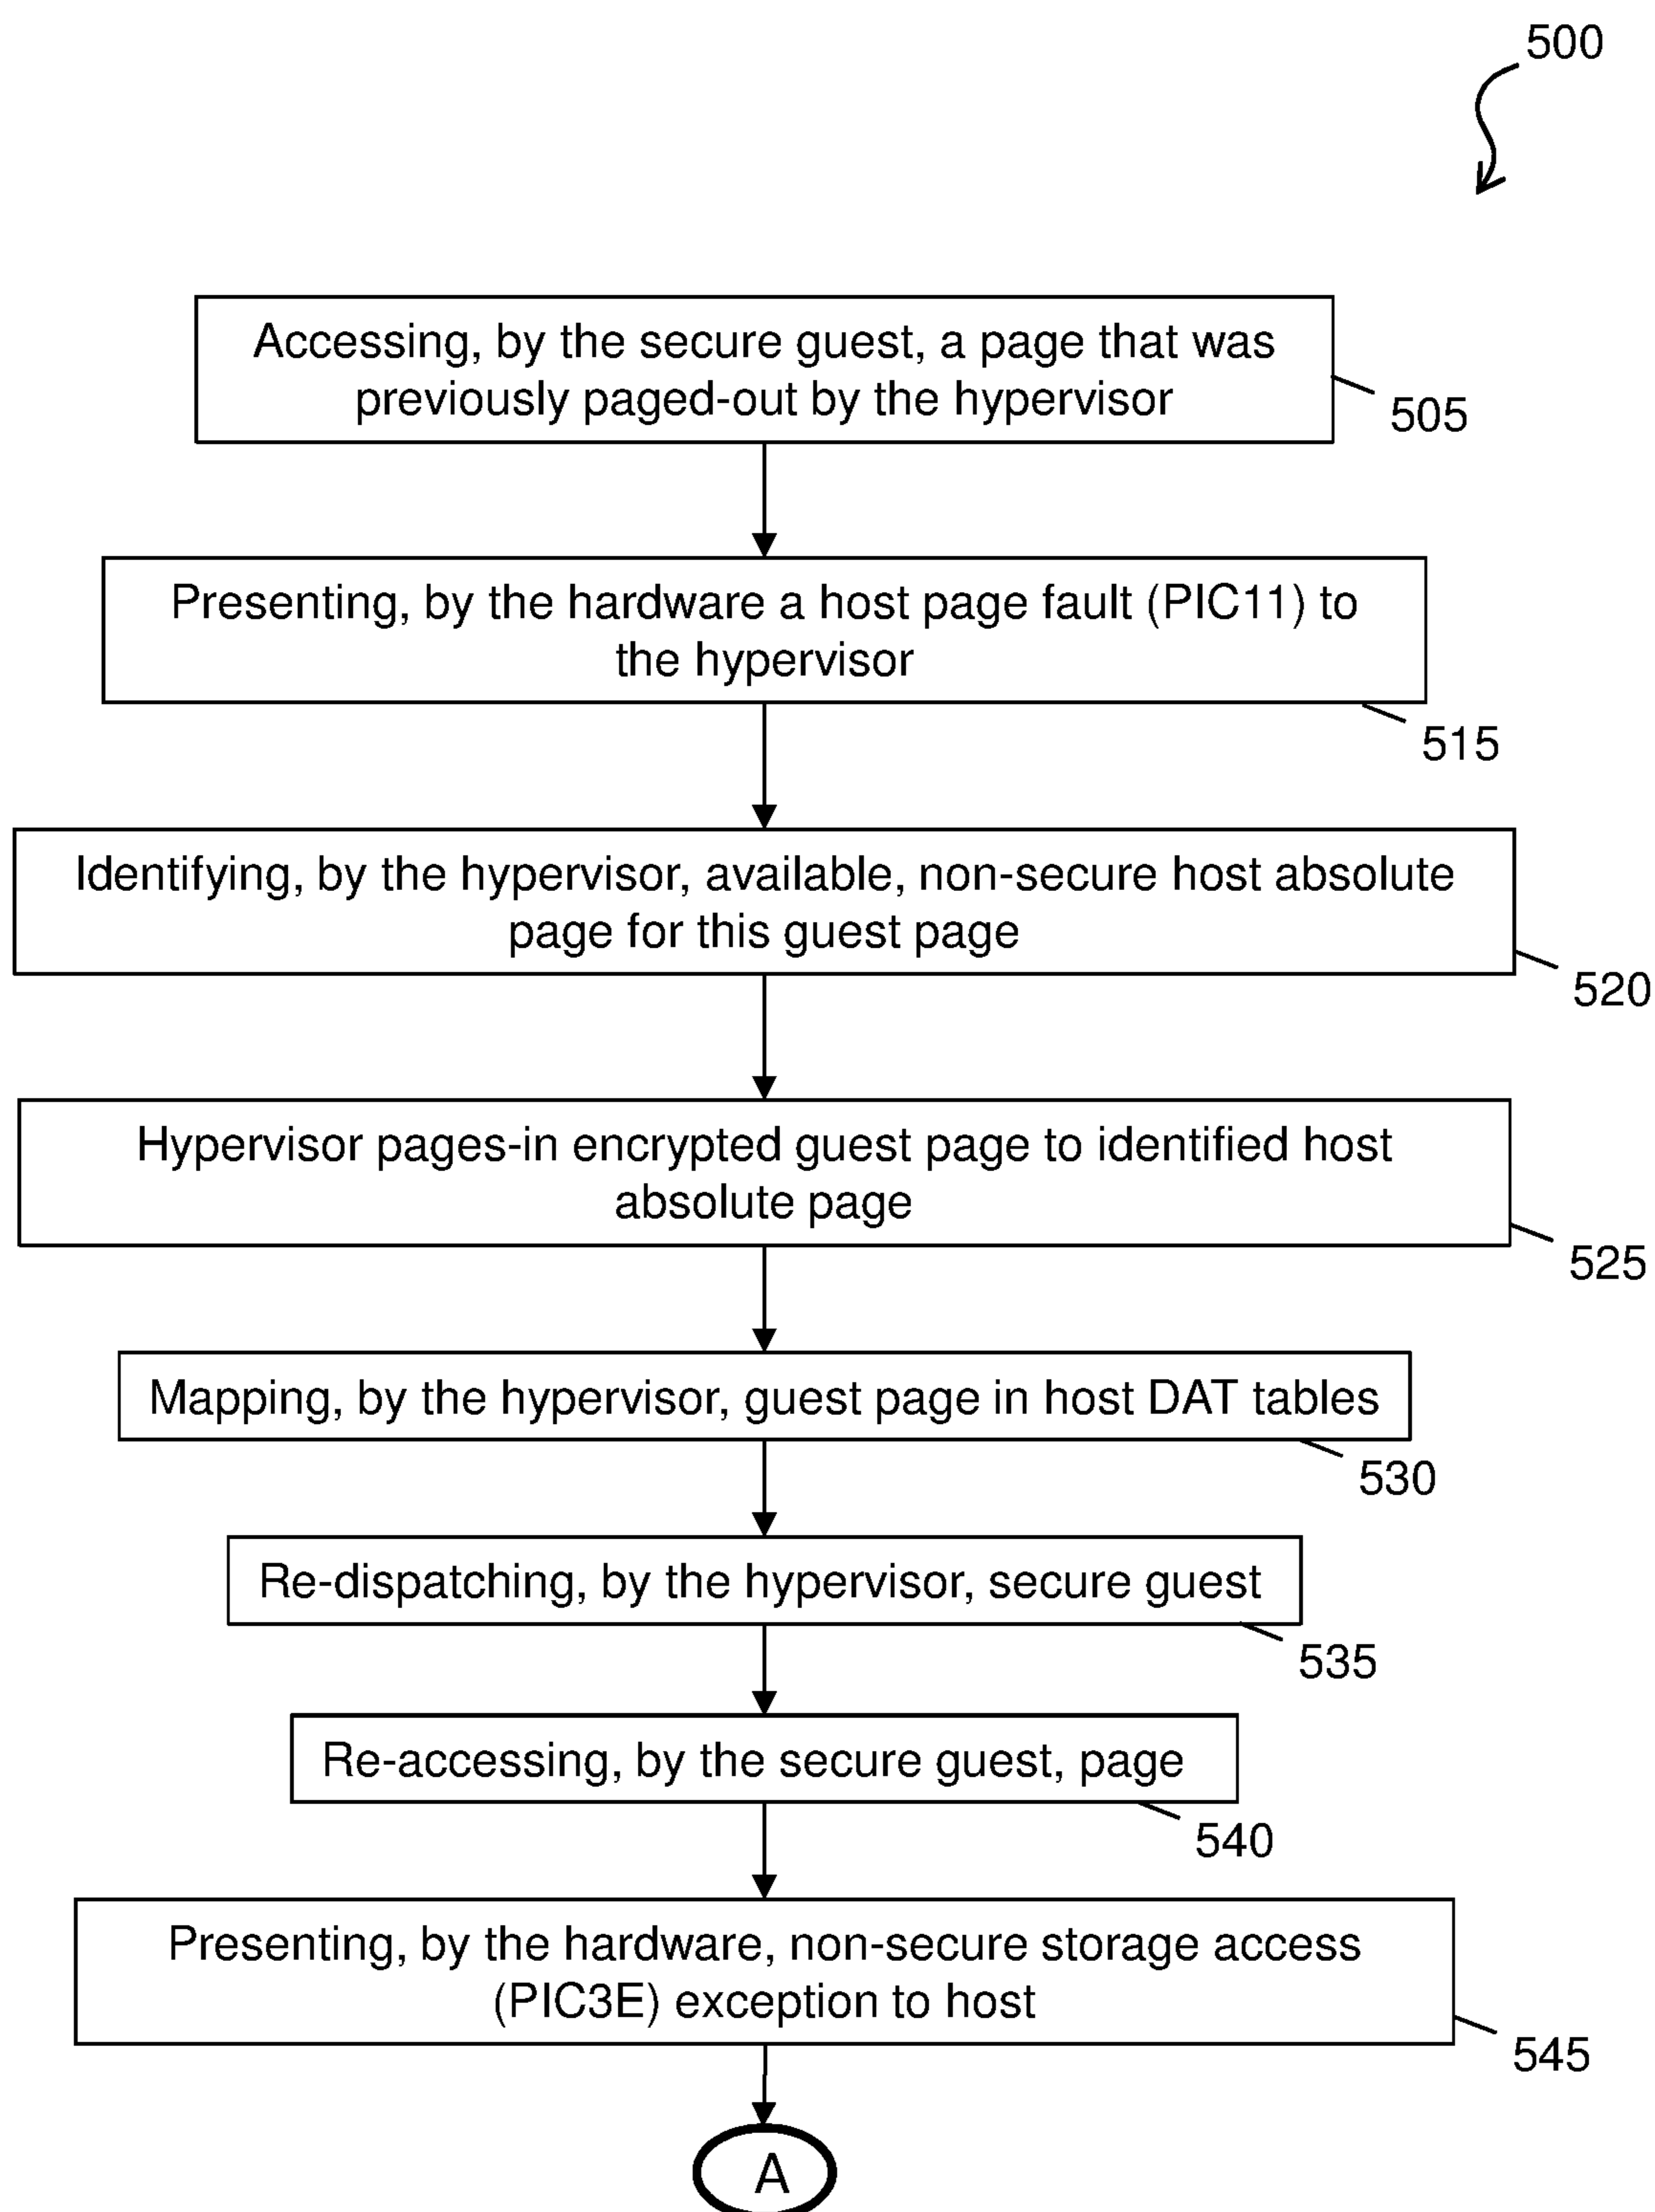 500
Accessing, by the secure guest, a page that was
previously paged-out by the hypervisor
505
Presenting, by the hardware a host page fault (PIC11) to
the hypervisor
515
Identifying, by the hypervisor, available, non-secure host absolute
page for this guest page
520
Hypervisor pages-in encrypted guest page to identified host
absolute page
525
Mapping, by the hypervisor, guest page in host DAT tables
530
Re-dispatching, by the hypervisor, secure guest
535
Re-accessing, by the secure guest, page
540
Presenting, by the hardware, non-secure storage access
(PIC3E) exception to host
545
A